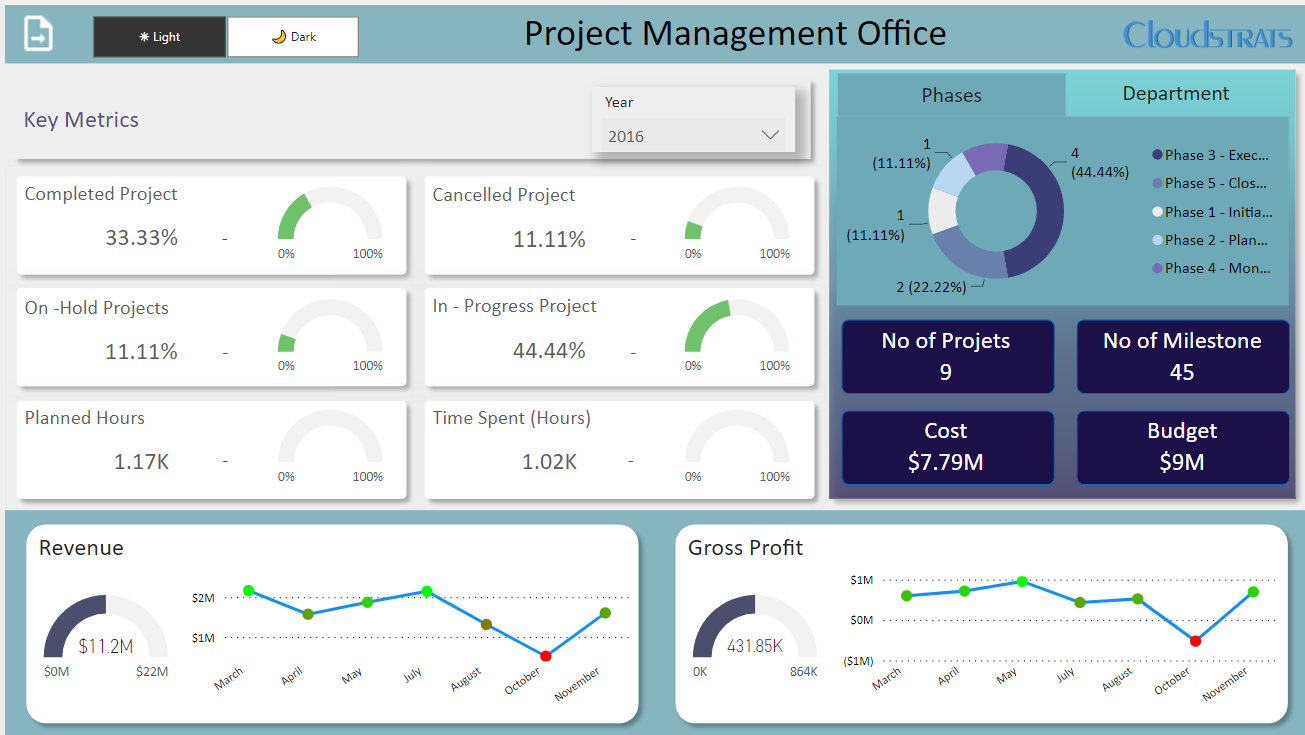 Light
Dark
Project Management Office
CLOUDSTRATS
Key Metrics
Year
2016
Completed Project
33.33%
-
0%
100%
Cancelled Project
11.11%
-
0%
100%
On -Hold Projects
11.11%
-
0%
100%
In - Progress Project
44.44%
-
0%
100%
Planned Hours
1.17K
-
0%
100%
Time Spent (Hours)
1.02K
-
0%
100%
Phases
Department
1
(11.11%)
4
(44.44%)
1
(11.11%)
2 (22.22%)
Phase 3 - Exec...
Phase 5 - Clos...
Phase 1 - Initia...
Phase 2 - Plan...
Phase 4 - Mon...
No of Projets
9
No of Milestone
45
Cost
$7.79M
Budget
$9M
Revenue
$11.2M
$0M
$22M
$2M
$1M
March
April
May
July
August
October
November
Gross Profit
431.85K
0K
864K
$1M
$0M
($1M)
March
April
May
July
August
October
November